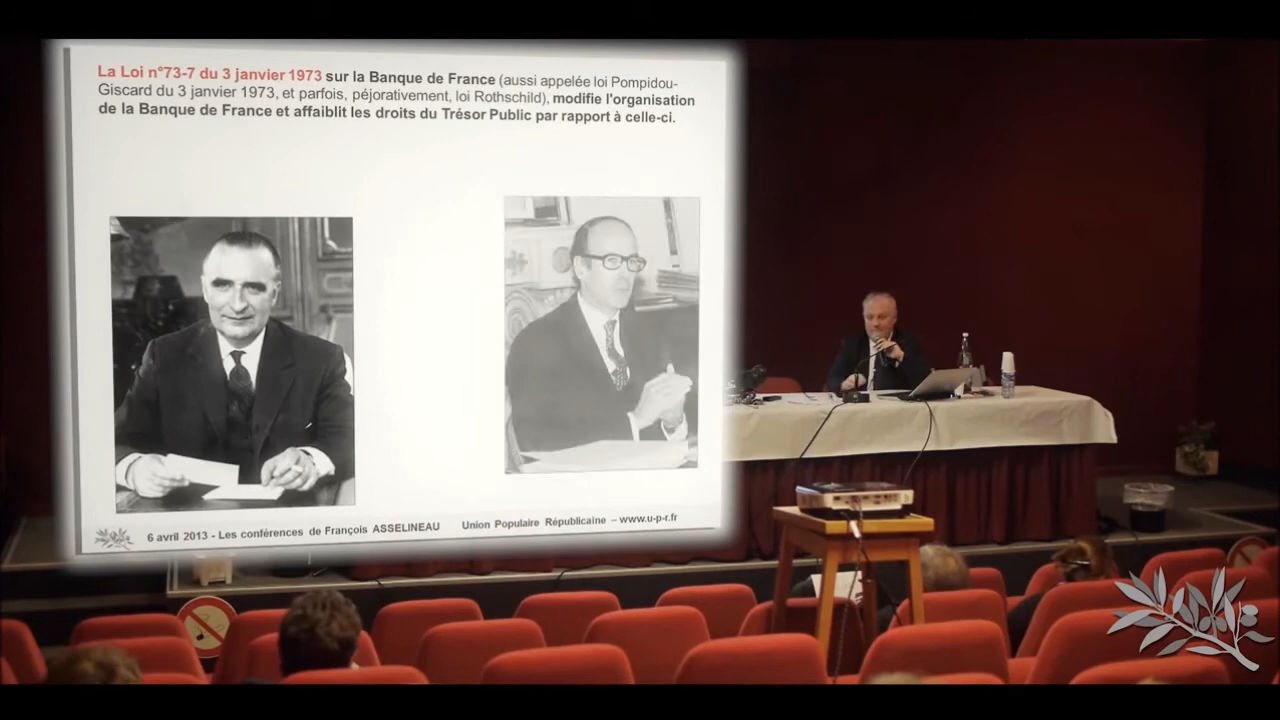 La Loi n°73-7 du 3 janvier 1973 sur la Banque de France (aussi appelée loi Pompidou-
Giscard du 3 janvier 1973, et parfois, péjorativement, loi Rothschild), modifie l'organisation
de la Banque de France et affaiblit les droits du Trésor Public par rapport à celle-ci.
6 avril 2013 - Les conférences de François ASSELINEAU Union Populaire Républicaine – www.u-p-r.fr